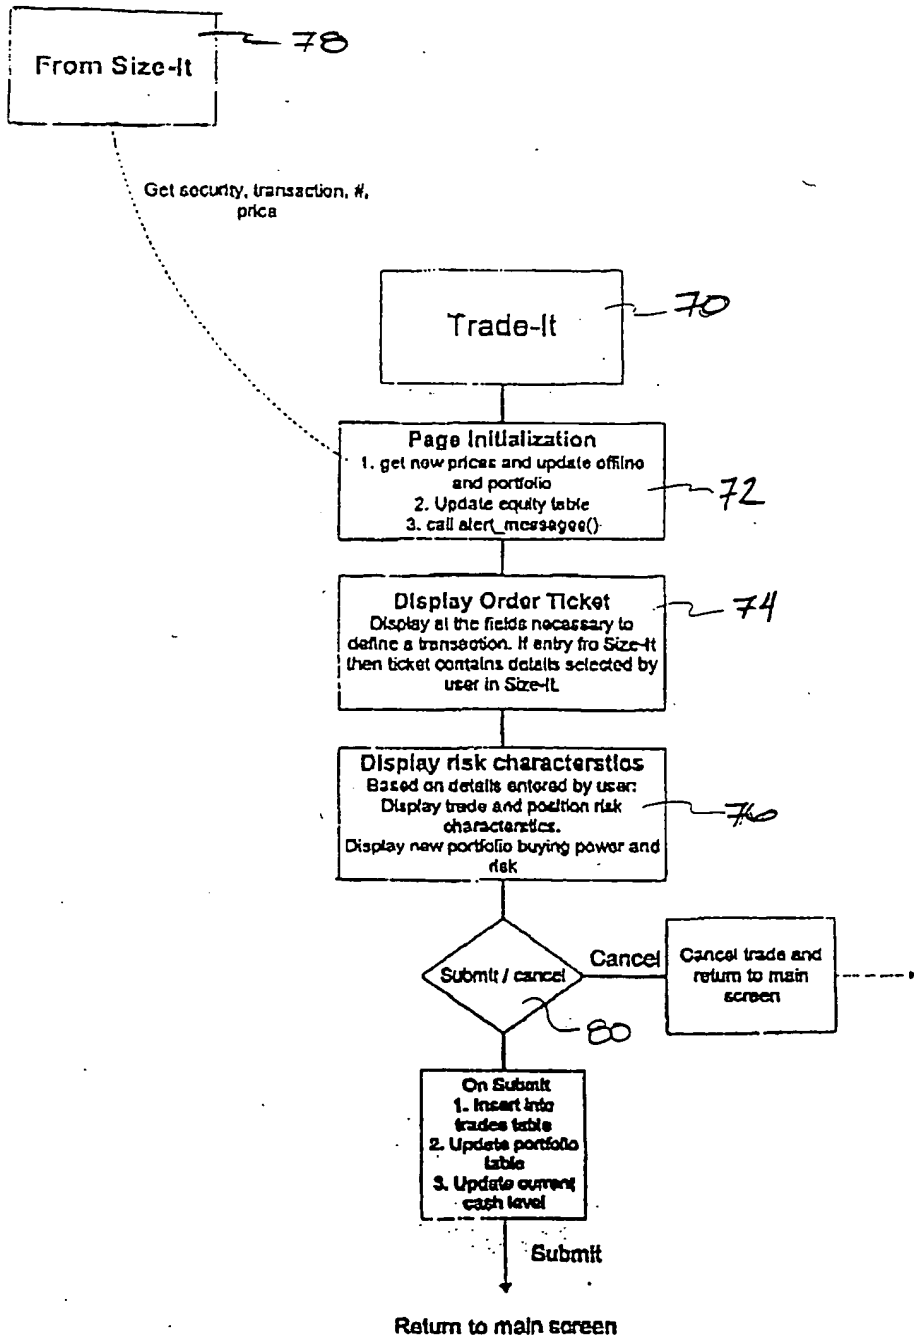 78
From Size-It
Get security, transaction, #,
price
70
Trade-It
Page Initialization
1. get new prices and update offline
and portfolio
2. Update equity table
3. call alert_messages()
72
Display Order Ticket
Display al the fields necessary to
define a transaction. If entry fro Size-It
then ticket contains details selected by
user in Size-It.
74
Display risk characterstics
Based on details entered by user:
Display trade and position risk
characterstics.
Display new portfolio buying power and
risk
76
Submit / cancel
Cancel
Cancel trade and
return to main
screen
80
On Submit
1. Insert into
trades table
2. Update portfolio
table
3. Update current
cash level
Submit
Return to main screen